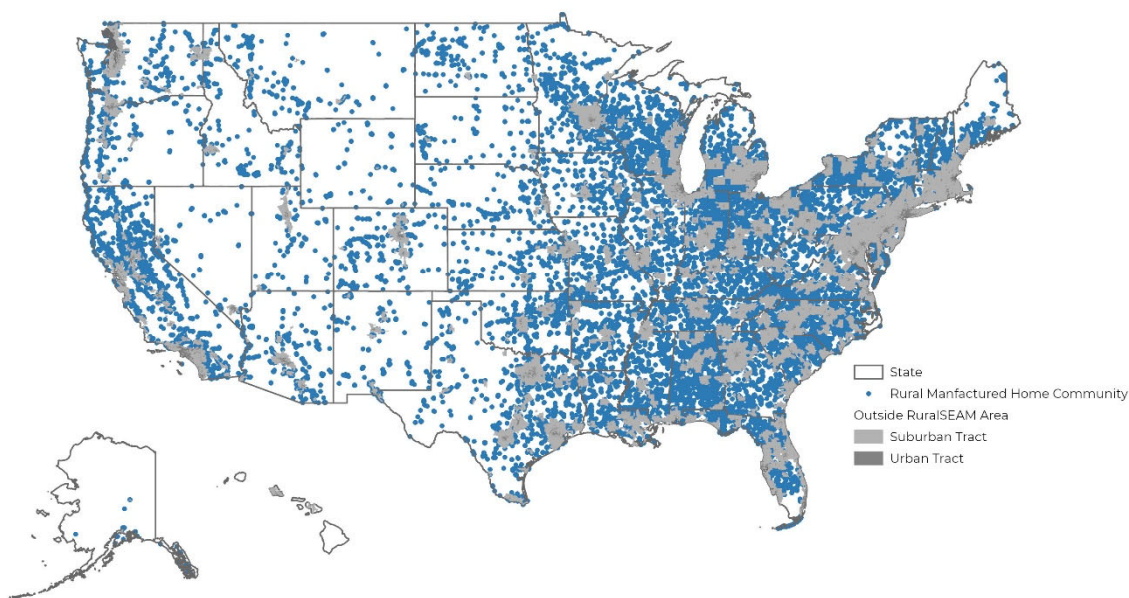 State
Rural Manfactured Home Community
Outside RuralSEAM Area
Suburban Tract
Urban Tract